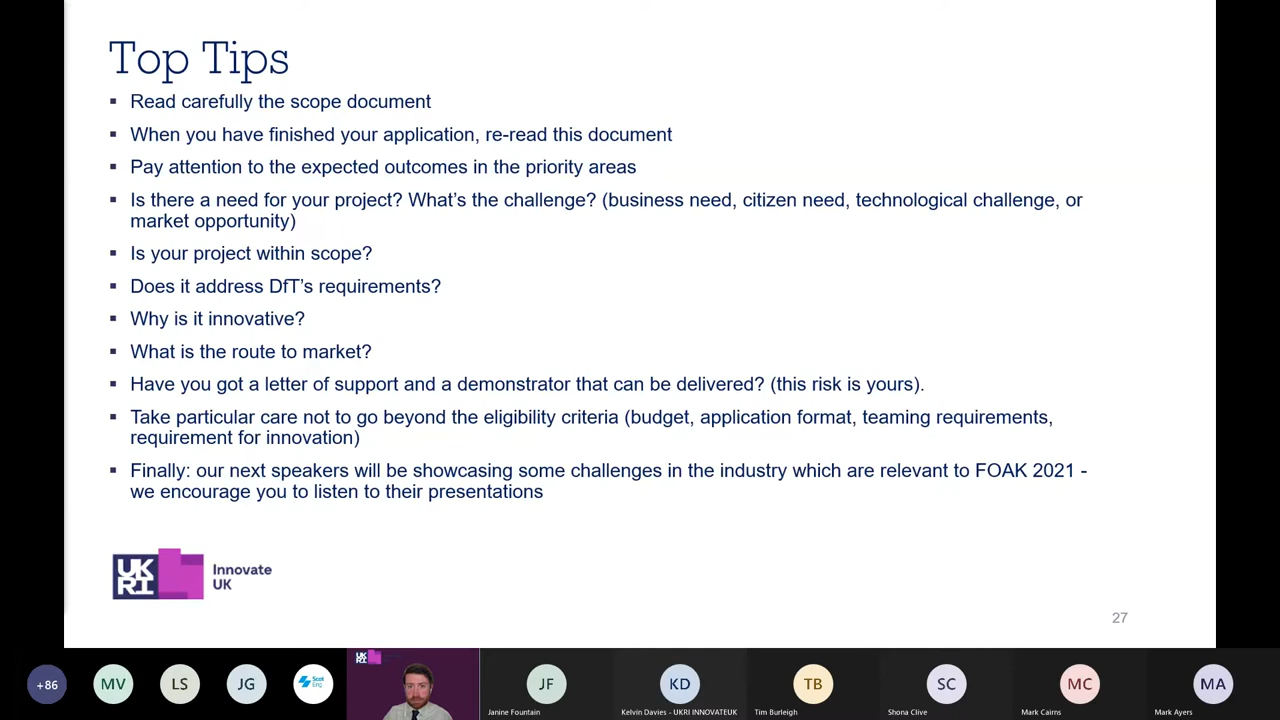 Top Tips
Read carefully the scope document
When you have finished your application, re-read this document
Pay attention to the expected outcomes in the priority areas
Is there a need for your project? What's the challenge? (business need, citizen need, technological challenge, or
market opportunity)
Is your project within scope?
Does it address DfT's requirements?
Why is it innovative?
What is the route to market?
Have you got a letter of support and a demonstrator that can be delivered? (this risk is yours).
Take particular care not to go beyond the eligibility criteria (budget, application format, teaming requirements,
requirement for innovation)
Finally: our next speakers will be showcasing some challenges in the industry which are relevant to FOAK 2021 -
we encourage you to listen to their presentations
UK
RI
Innovate
UK
27
+86
MV
LS
JG
Scot
Eng
UK
RI
JF
Janine Fountain
KD
Kelvin Davies - UKRI INNOVATEUK
TB
Tim Burleigh
SC
Shona Clive
MC
Mark Cairns
MA
Mark Ayers